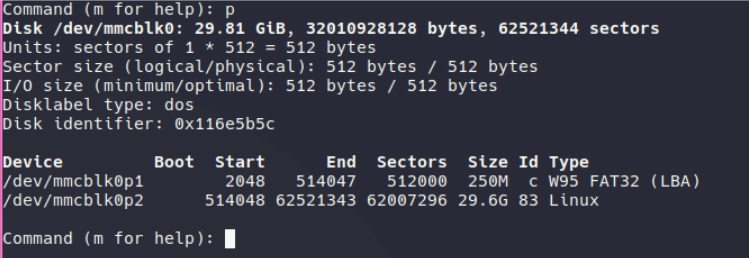 Command (m for help): p
Disk /dev/mmcblk0: 29.81 GiB, 32010928128 bytes, 62521344 sectors
Units: sectors of 1 * 512 = 512 bytes
Sector size (logical/physical): 512 bytes / 512 bytes
I/O size (minimum/optimal): 512 bytes / 512 bytes
Disklabel type: dos
Disk identifier: 0x116e5b5c

Device         Boot  Start      End  Sectors  Size Id Type
/dev/mmcblk0p1        2048   514047   512000  250M  c W95 FAT32 (LBA)
/dev/mmcblk0p2      514048 62521343 62007296 29.6G 83 Linux

Command (m for help):